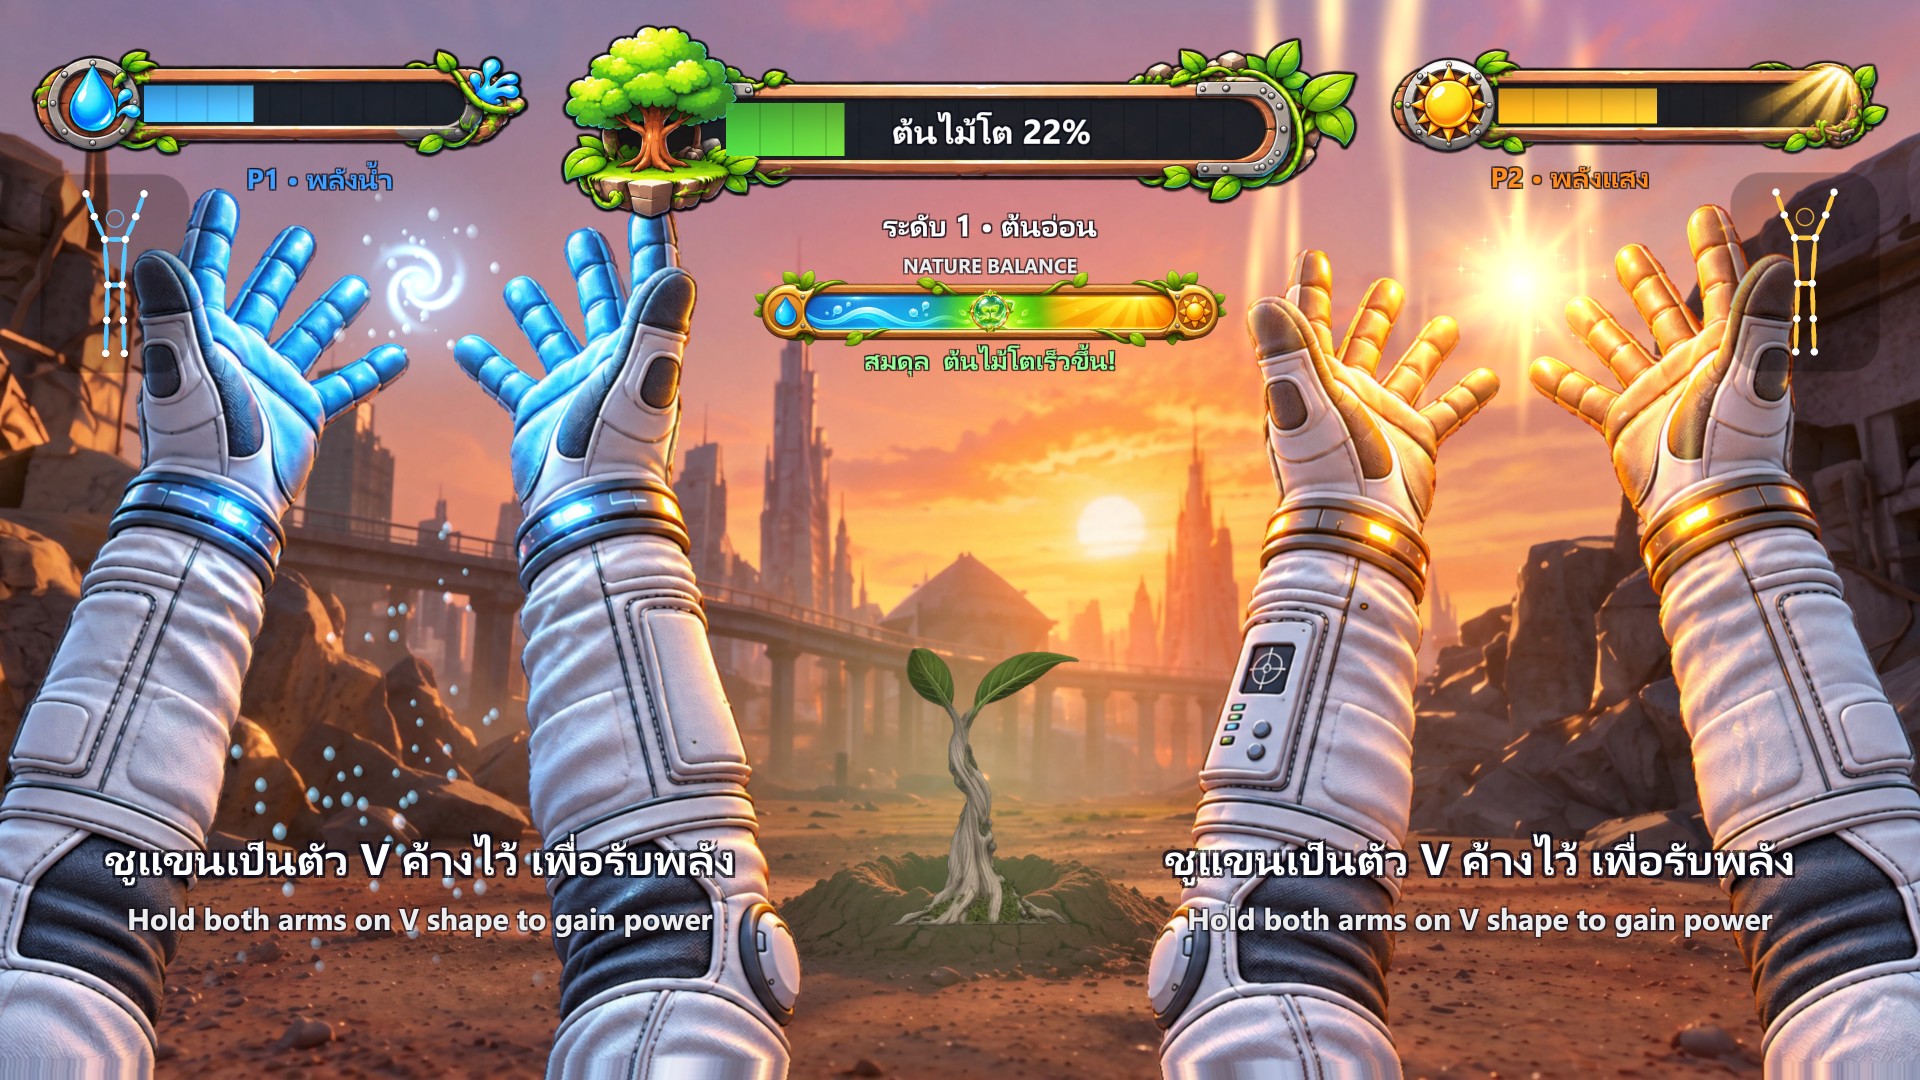 ต้นไม้โต 22%
P1 • พลังน้ำ
P2 • พลังแสง
ระดับ 1 • ต้นอ่อน
NATURE BALANCE
สมดุล ต้นไม้โตเร็วขึ้น!
ชูแขนเป็นตัว V ค้างไว้ เพื่อรับพลัง
Hold both arms on V shape to gain power
ชูแขนเป็นตัว V ค้างไว้ เพื่อรับพลัง
Hold both arms on V shape to gain power